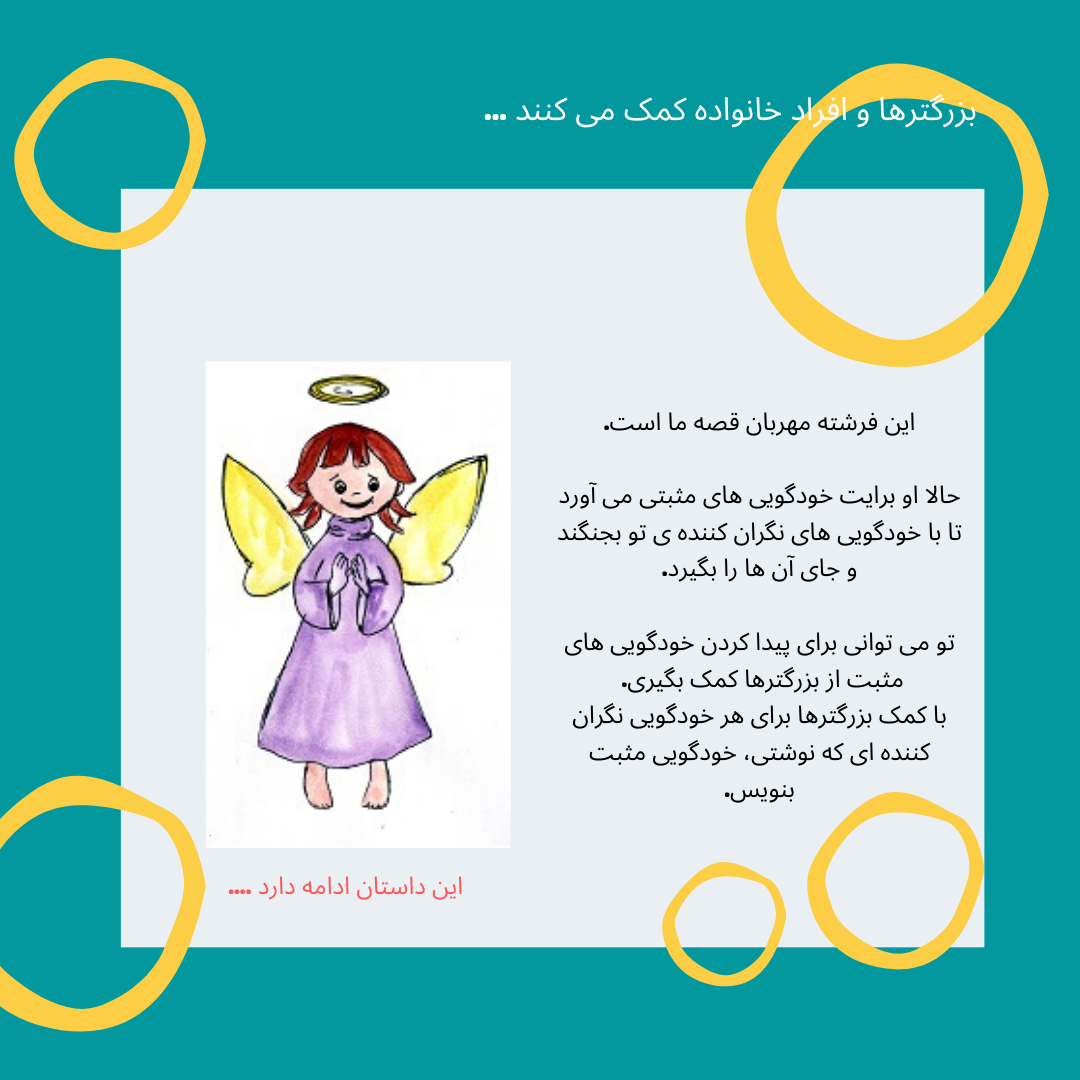 بزرگترها و افراد خانواده کمک می کنند ...
این فرشته مهربان قصه ما است.
حالا او برایت خودگویی های مثبتی می آورد
تا با خودگویی های نگران کننده ی تو بجنگند
و جای آن ها را بگیرد.
تو می توانی برای پیدا کردن خودگویی های
مثبت از بزرگترها کمک بگیری.
با کمک بزرگترها برای هر خودگویی نگران
کننده ای که نوشتی، خودگویی مثبت
بنویس.
این داستان ادامه دارد ....